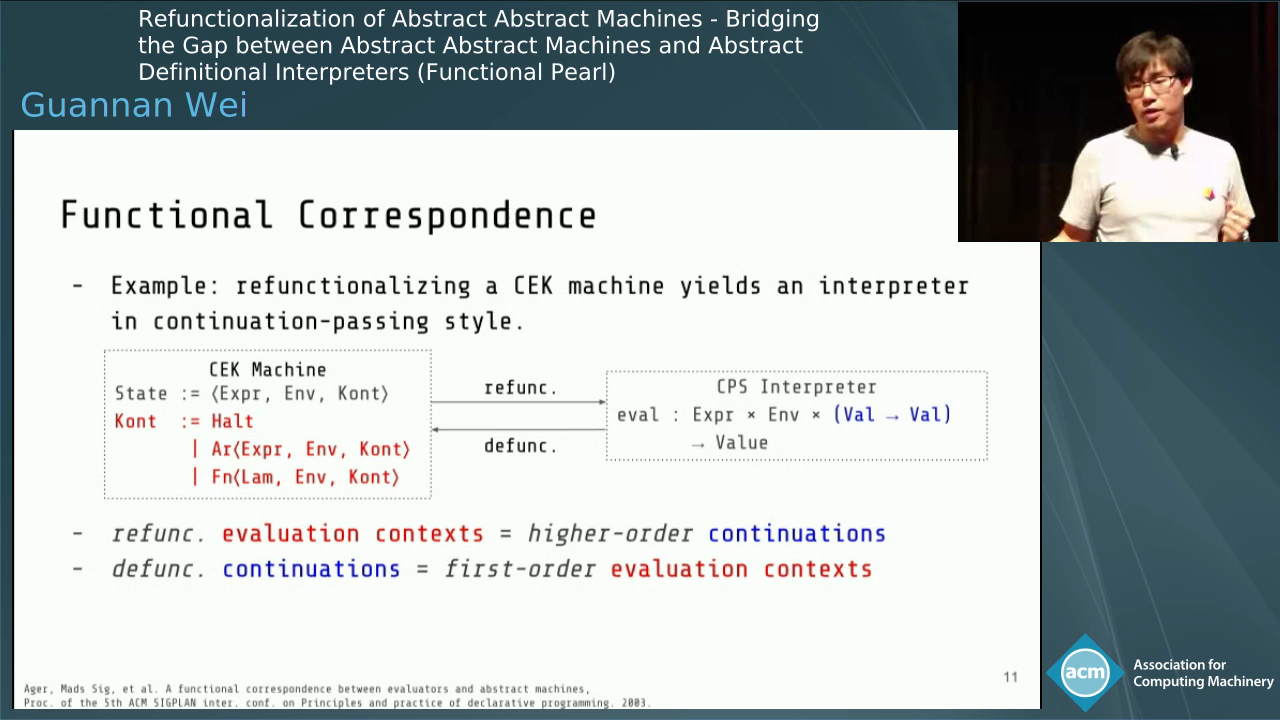 Refunctionalization of Abstract Abstract Machines - Bridging
the Gap between Abstract Abstract Machines and Abstract
Definitional Interpreters (Functional Pearl)
Guannan Wei
Functional Correspondence
- Example: refunctionalizing a CEK machine yields an interpreter
in continuation-passing style.
CEK Machine
State := ⟨Expr, Env, Kont⟩
Kont := Halt
| Ar⟨Expr, Env, Kont⟩
| Fn⟨Lam, Env, Kont⟩
refunc.
defunc.
CPS Interpreter
eval : Expr × Env × (Val → Val)
→ Value
- refunc. evaluation contexts = higher-order continuations
- defunc. continuations = first-order evaluation contexts
Ager, Mads Sig, et al. A functional correspondence between evaluators and abstract machines,
Proc. of the 5th ACM SIGPLAN inter. conf. on Principles and practice of declarative programming. 2003.
11
acm
Association for
Computing Machinery